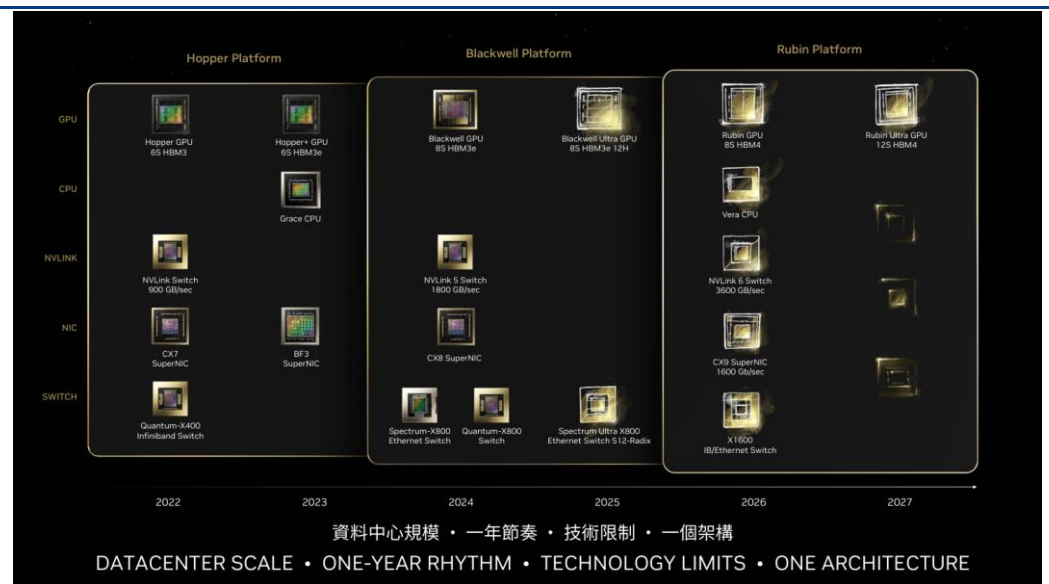 Hopper Platform
Blackwell Platform
Rubin Platform
GPU
Hopper GPU
6S HBM3
Hopper+ GPU
6S HBM3e
Blackwell GPU
8S HBM3e
Blackwell Ultra GPU
8S HBM3e 12H
Rubin GPU
8S HBM4
Rubin Ultra GPU
12S HBM4
CPU
Grace CPU
Vera CPU
NVLINK
NVLink Switch
900 GB/sec
NVLink 5 Switch
1800 GB/sec
NVLink 6 Switch
3600 GB/sec
NIC
CX7
SuperNIC
BF3
SuperNIC
CX8 SuperNIC
CX9 SuperNIC
1600 Gb/sec
SWITCH
Quantum-X400
Infiniband Switch
Spectrum-X800
Ethernet Switch
Quantum-X800
Switch
Spectrum Ultra X800
Ethernet Switch 512-Radix
X1600
IB/Ethernet Switch
2022
2023
2024
2025
2026
2027
資料中心規模 • 一年節奏 • 技術限制 • 一個架構
DATACENTER SCALE • ONE-YEAR RHYTHM • TECHNOLOGY LIMITS • ONE ARCHITECTURE